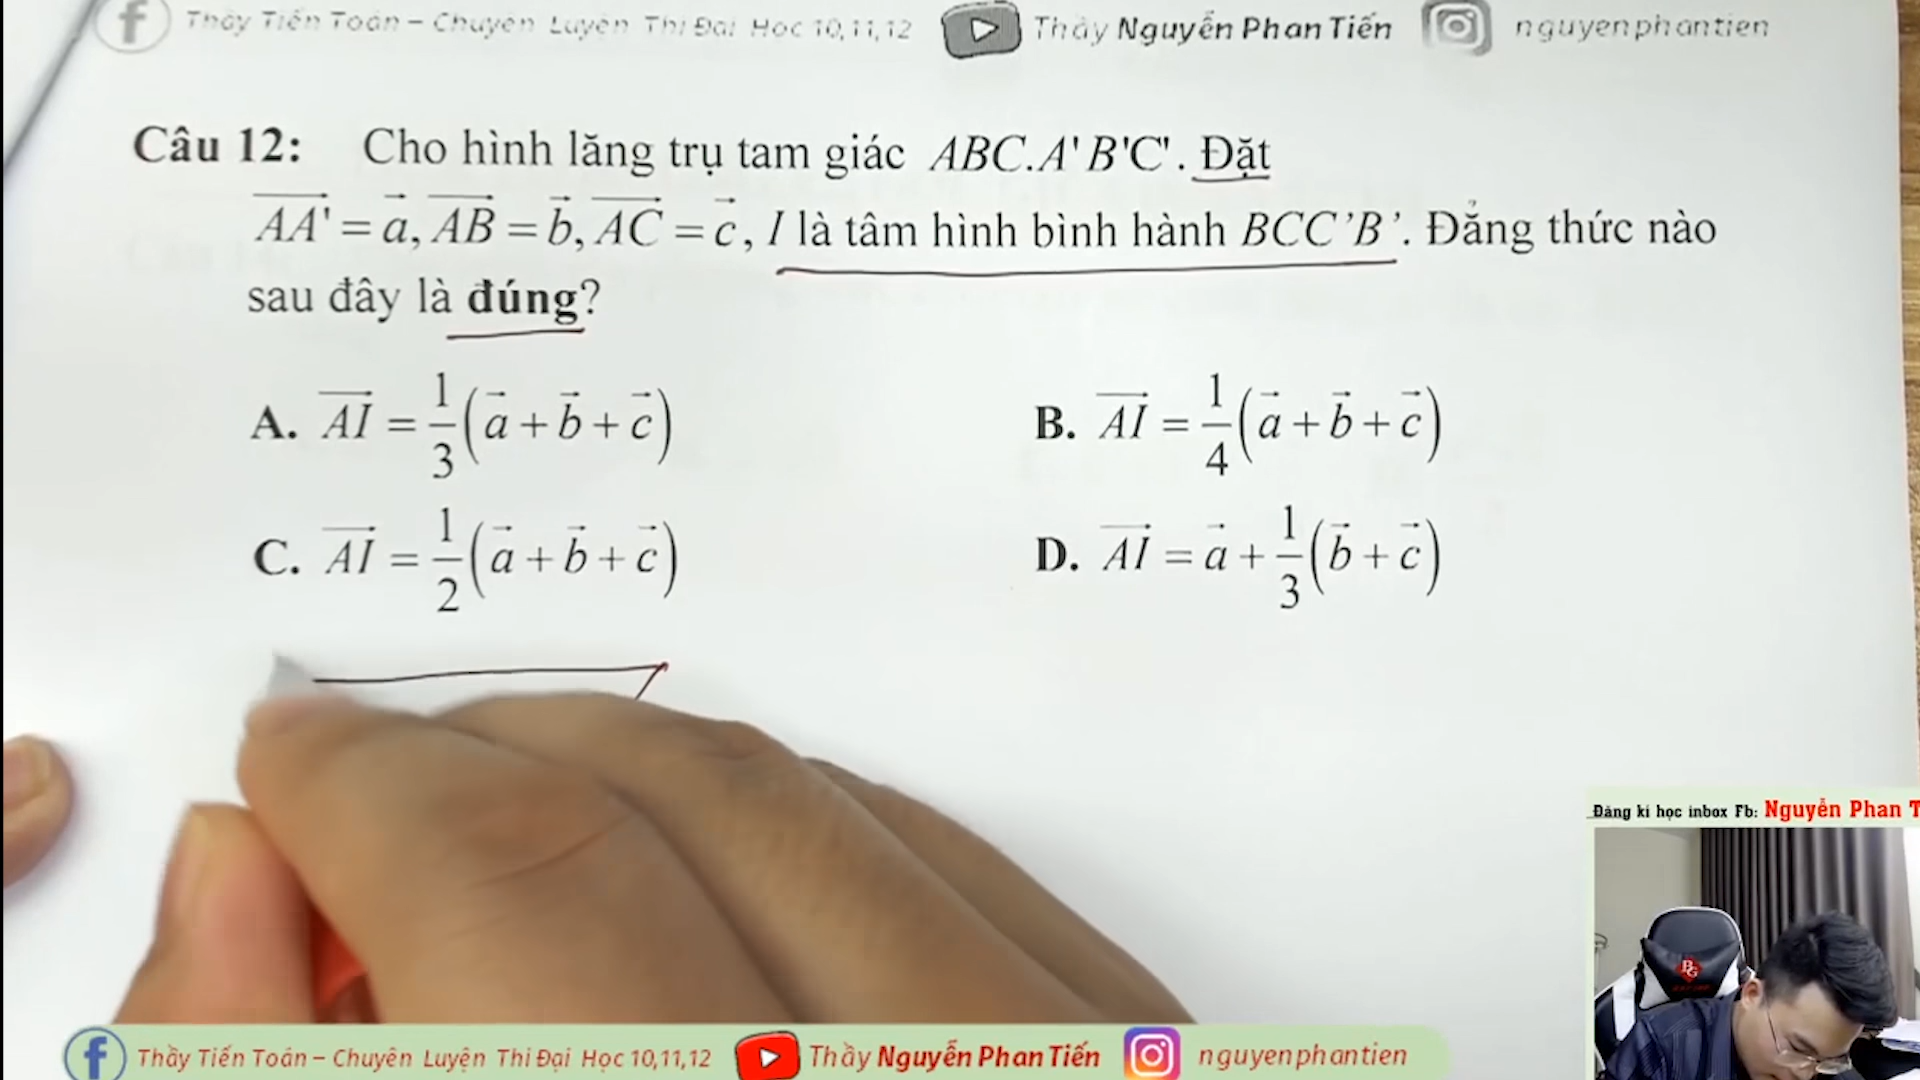 Thầy Tiến Toán – Chuyên Luyện Thi Đại Học 10,11,12 Thầy Nguyễn Phan Tiến nguyenphantien
Câu 12: Cho hình lăng trụ tam giác ABC.A'B'C'. Đặt
AA' = a, AB = b, AC = c, I là tâm hình bình hành BCC’B’. Đẳng thức nào
sau đây là đúng?
A. AI = 1/3 (a + b + c) B. AI = 1/4 (a + b + c)
C. AI = 1/2 (a + b + c) D. AI = a + 1/3 (b + c)
Đăng kí học inbox Fb: Nguyễn Phan T
Thầy Tiến Toán – Chuyên Luyện Thi Đại Học 10,11,12 Thầy Nguyễn Phan Tiến nguyenphantien